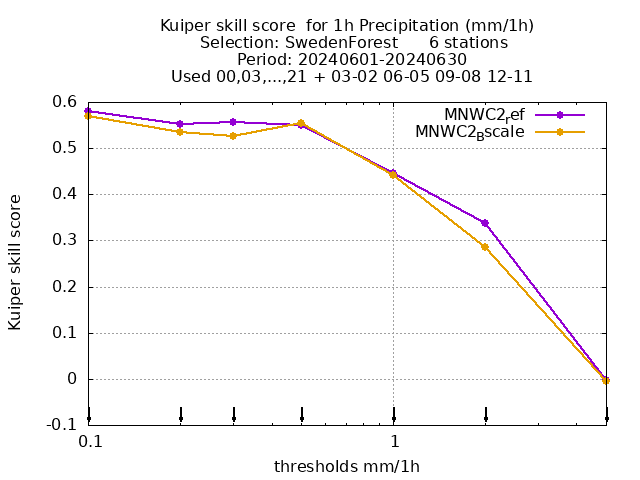 Kuiper skill score  for 1h Precipitation (mm/1h)
Selection: SwedenForest      6 stations
Period: 20240601-20240630
Used 00,03,...,21 + 03-02 06-05 09-08 12-11
MNWC2ref
MNWC2Bscale
0.6
0.5
0.4
0.3
0.2
0.1
0
-0.1
Kuiper skill score
0.1
1
thresholds mm/1h